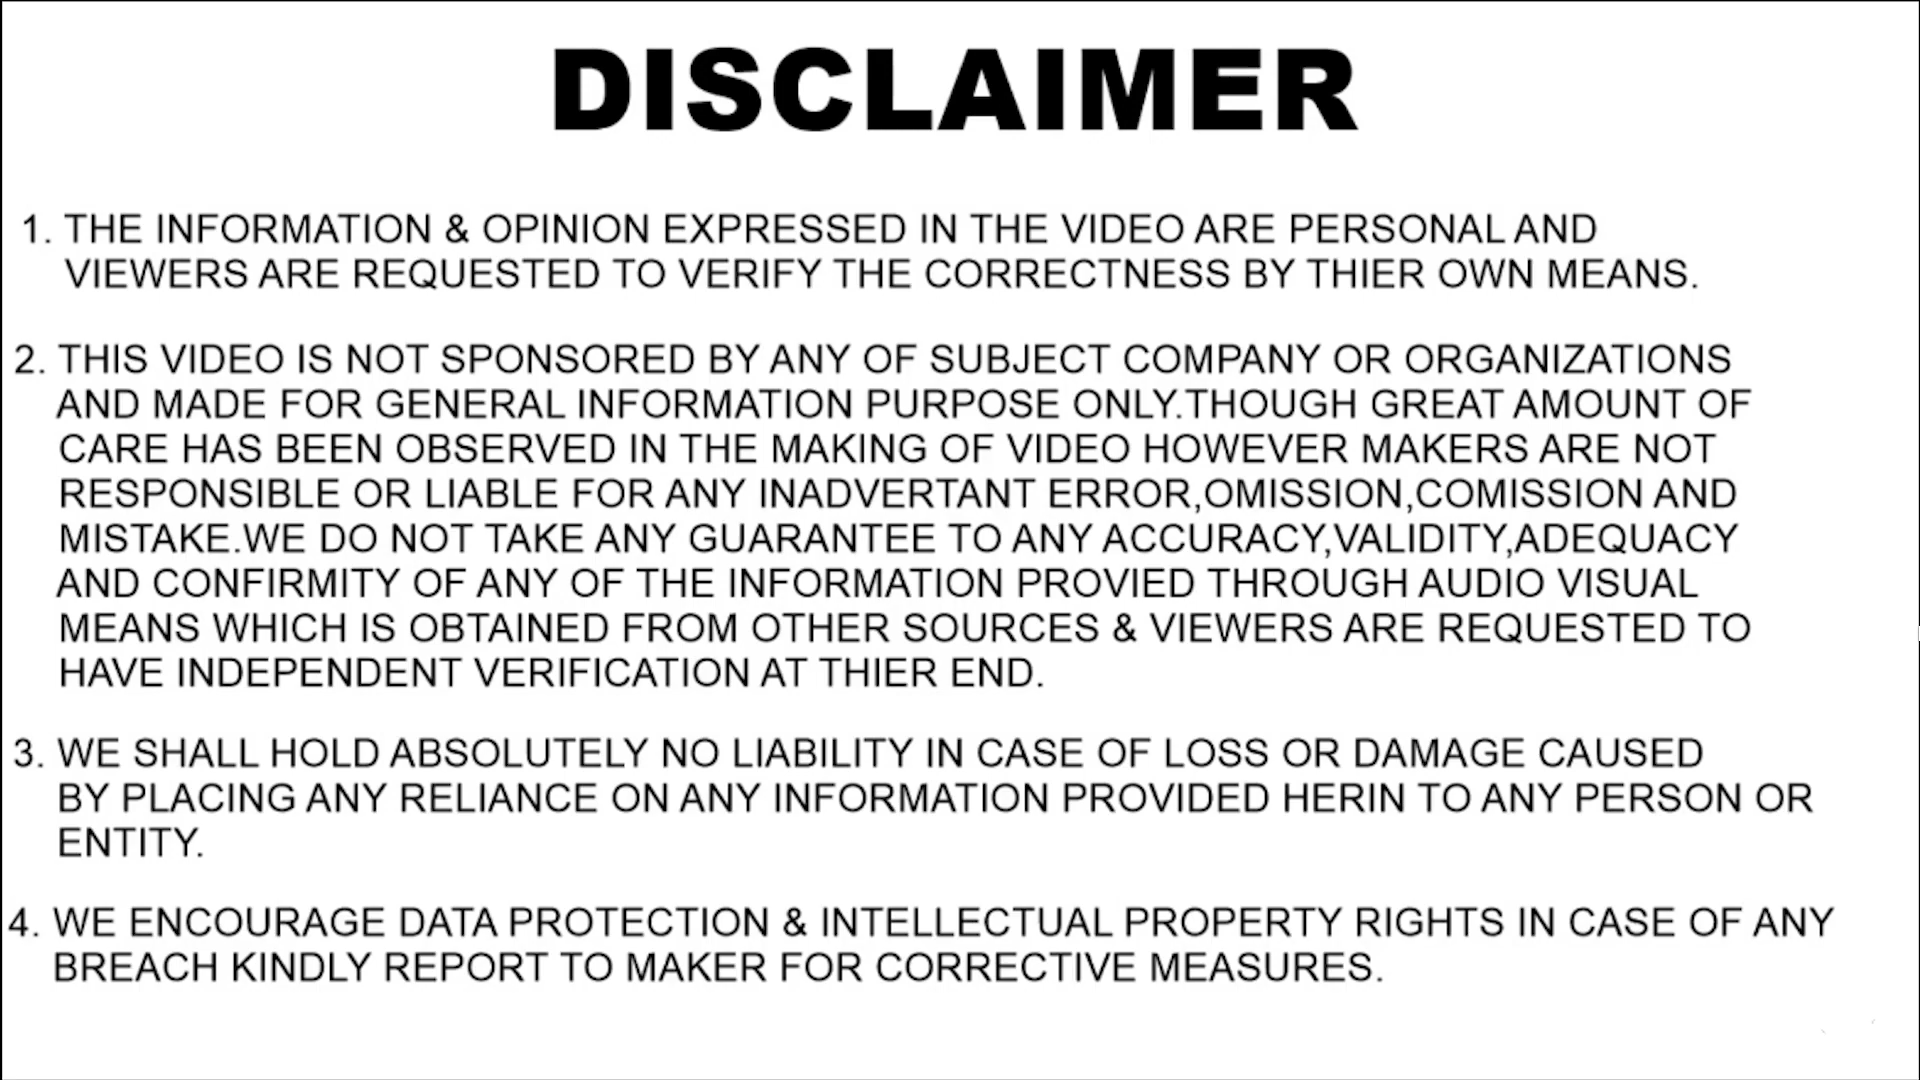 DISCLAIMER
1. THE INFORMATION & OPINION EXPRESSED IN THE VIDEO ARE PERSONAL AND
VIEWERS ARE REQUESTED TO VERIFY THE CORRECTNESS BY THIER OWN MEANS.
2. THIS VIDEO IS NOT SPONSORED BY ANY OF SUBJECT COMPANY OR ORGANIZATIONS
AND MADE FOR GENERAL INFORMATION PURPOSE ONLY.THOUGH GREAT AMOUNT OF
CARE HAS BEEN OBSERVED IN THE MAKING OF VIDEO HOWEVER MAKERS ARE NOT
RESPONSIBLE OR LIABLE FOR ANY INADVERTANT ERROR,OMISSION,COMISSION AND
MISTAKE.WE DO NOT TAKE ANY GUARANTEE TO ANY ACCURACY,VALIDITY,ADEQUACY
AND CONFIRMITY OF ANY OF THE INFORMATION PROVIED THROUGH AUDIO VISUAL
MEANS WHICH IS OBTAINED FROM OTHER SOURCES & VIEWERS ARE REQUESTED TO
HAVE INDEPENDENT VERIFICATION AT THIER END.
3. WE SHALL HOLD ABSOLUTELY NO LIABILITY IN CASE OF LOSS OR DAMAGE CAUSED
BY PLACING ANY RELIANCE ON ANY INFORMATION PROVIDED HERIN TO ANY PERSON OR
ENTITY.
4. WE ENCOURAGE DATA PROTECTION & INTELLECTUAL PROPERTY RIGHTS IN CASE OF ANY
BREACH KINDLY REPORT TO MAKER FOR CORRECTIVE MEASURES.